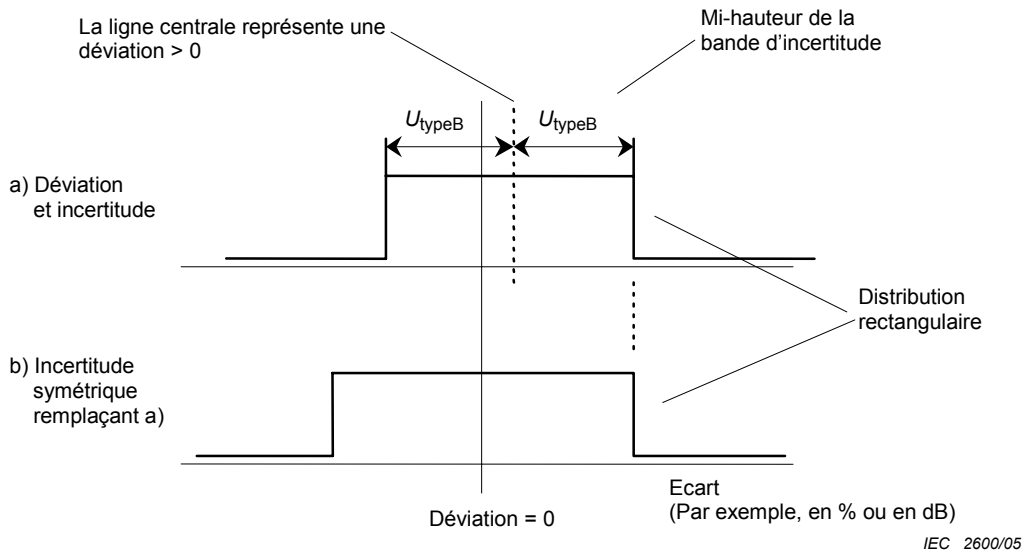 La ligne centrale représente une
déviation > 0
Mi-hauteur de la
bande d'incertitude
UtypeB
UtypeB
a) Déviation
et incertitude
Distribution
rectangulaire
b) Incertitude
symétrique
remplaçant a)
Ecart
(Par exemple, en % ou en dB)
Déviation = 0
IEC 2600/05